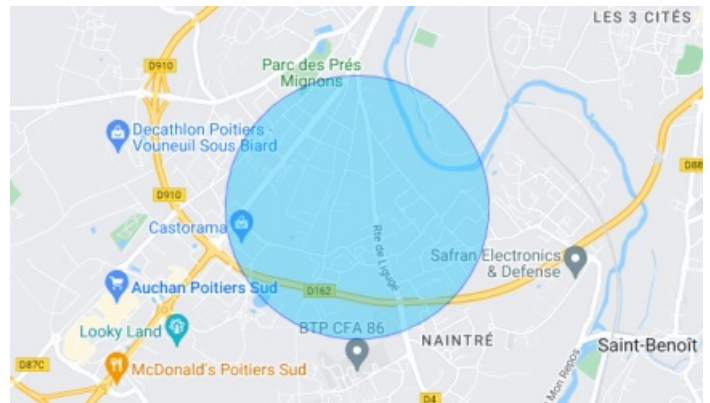 LES 3 CITÉS
Parc des Prés
Mignons
D910
Decathlon Poitiers -
Vouneuil Sous Biard
D88
D910
Castorama
Rte de Ligugé
Safran Electronics
& Defense
Auchan Poitiers Sud
D162
Looky Land
BTP CFA 86
NAINTRÉ
Saint-Benoît
D87C
McDonald's Poitiers Sud
Mon Repos
D4